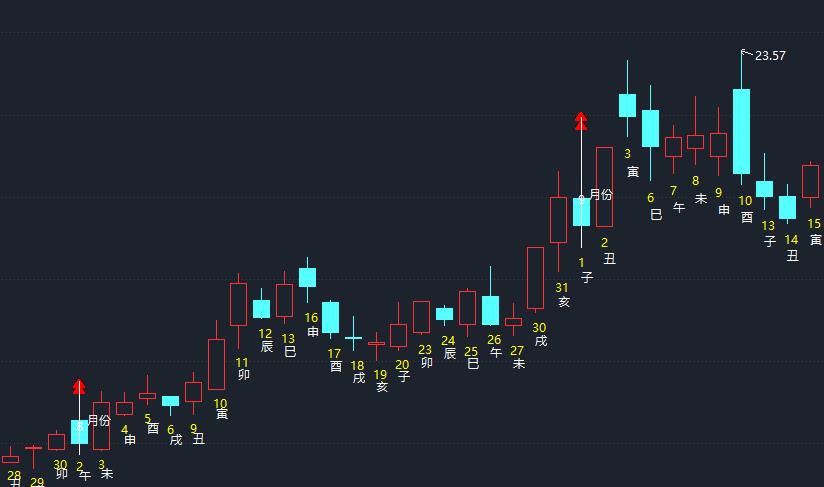 23.57
9 月份
8 月份
28
丑
29
30
卯
2
午
3
未
4
申
5
酉
6
戌
9
丑
10
寅
11
卯
12
辰
13
巳
16
申
17
酉
18
戌
19
亥
20
子
23
卯
24
辰
25
巳
26
午
27
未
30
戌
31
亥
1
子
2
丑
3
寅
6
巳
7
午
8
未
9
申
10
酉
13
子
14
丑
15
寅